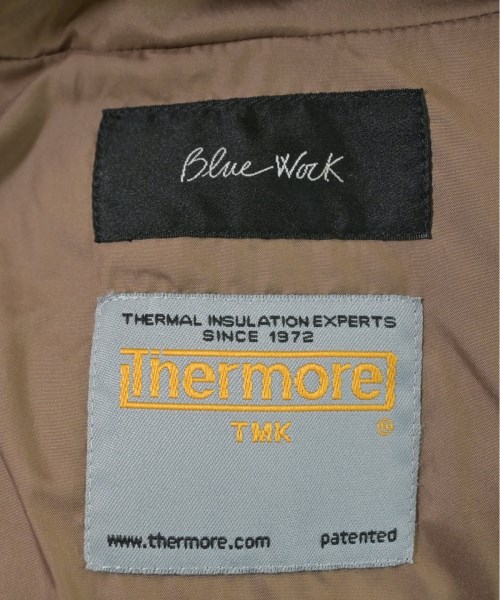 Blue Work
THERMAL INSULATION EXPERTS
SINCE 1972
Thermore
TMK ®
www.thermore.com patented